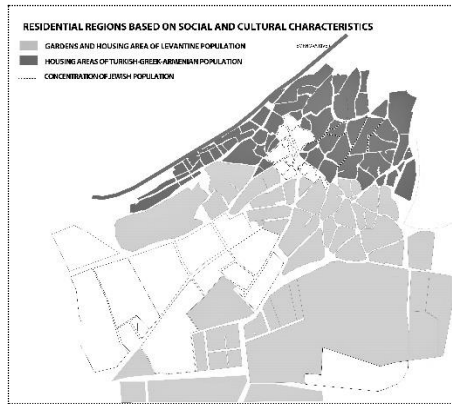 RESIDENTIAL REGIONS BASED ON SOCIAL AND CULTURAL CHARACTERISTICS
GARDENS AND HOUSING AREA OF LEVANTINE POPULATION
HOUSING AREAS OF TURKISH-GREEK-ARMENIAN POPULATION
CONCENTRATION OF JEWISH POPULATION